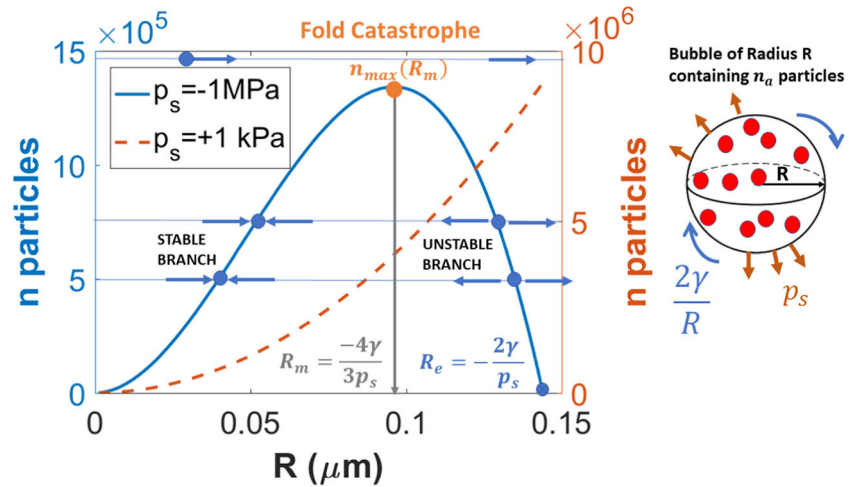 Fold Catastrophe
×10⁵
×10⁶
15
10
5
0
n particles
p_s=-1MPa
p_s=+1 kPa
n_max(R_m)
STABLE
BRANCH
UNSTABLE
BRANCH
R_m = -4γ/3p_s
R_e = -2γ/p_s
10
5
0
n particles
0
0.05
0.1
0.15
R (μm)
Bubble of Radius R
containing n_a particles
R
2γ/R
p_s